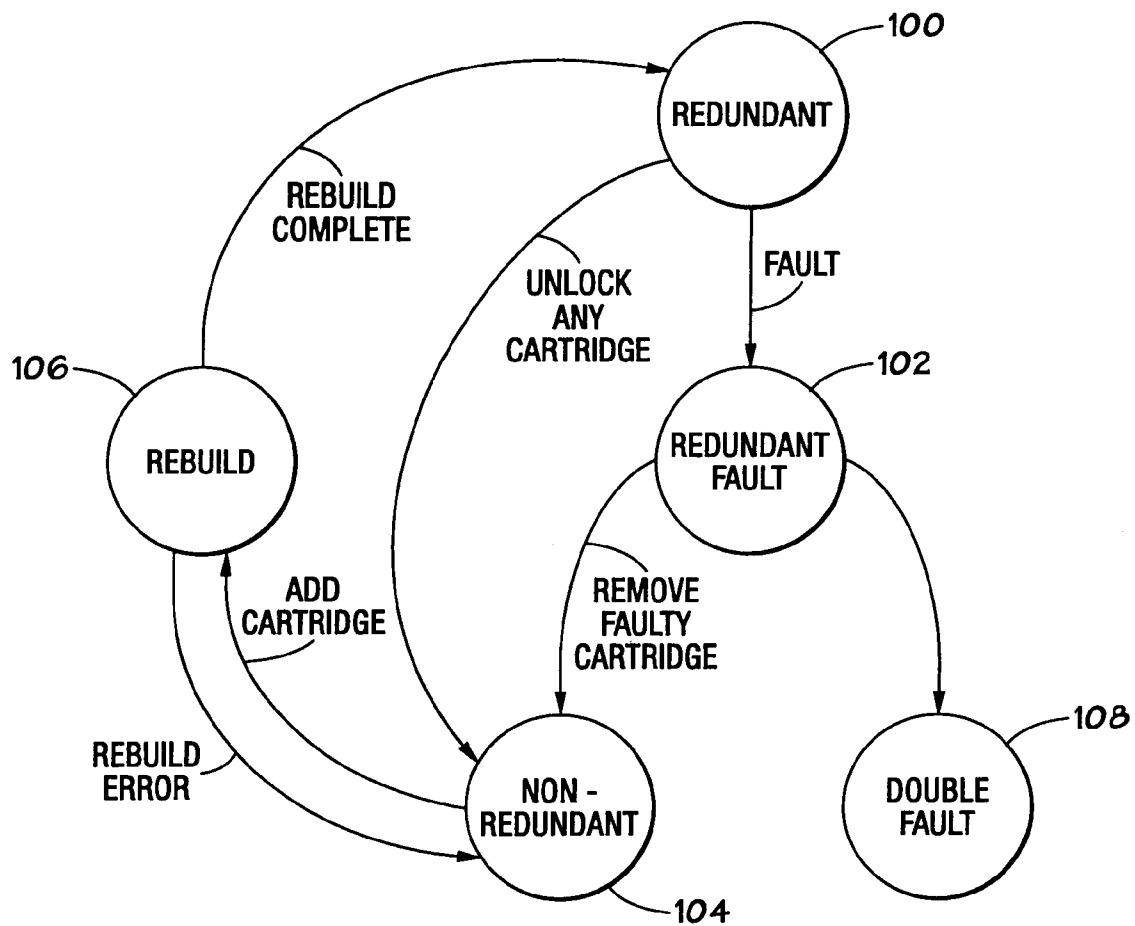 100
REDUNDANT
REBUILD
COMPLETE
UNLOCK
ANY
CARTRIDGE
FAULT
106
102
REBUILD
REDUNDANT
FAULT
ADD
CARTRIDGE
REMOVE
FAULTY
CARTRIDGE
108
REBUILD
ERROR
NON -
REDUNDANT
DOUBLE
FAULT
104